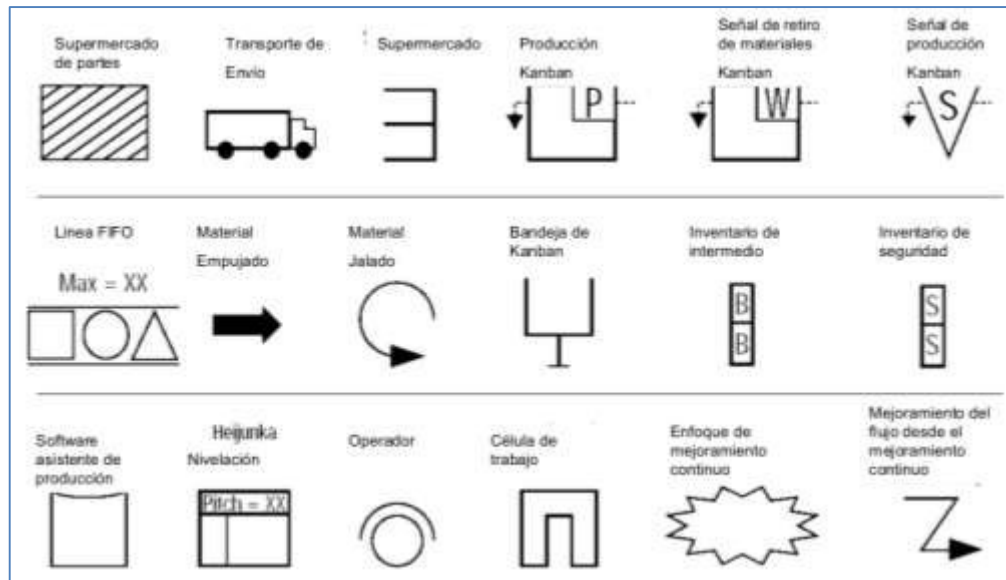 Supermercado
de partes
Transporte de
Envío
Supermercado
Producción
Kanban
P
Señal de retiro
de materiales
Kanban
W
Señal de
producción
Kanban
S
Linea FIFO
Max = XX
Material
Empujado
Material
Jalado
Bandeja de
Kanban
Inventario de
intermedio
B
B
Inventario de
seguridad
S
S
Software
asistente de
producción
Heijunka
Nivelación
Pitch = XX
Operador
Célula de
trabajo
Enfoque de
mejoramiento
continuo
Mejoramiento del
flujo desde el
mejoramiento
continuo